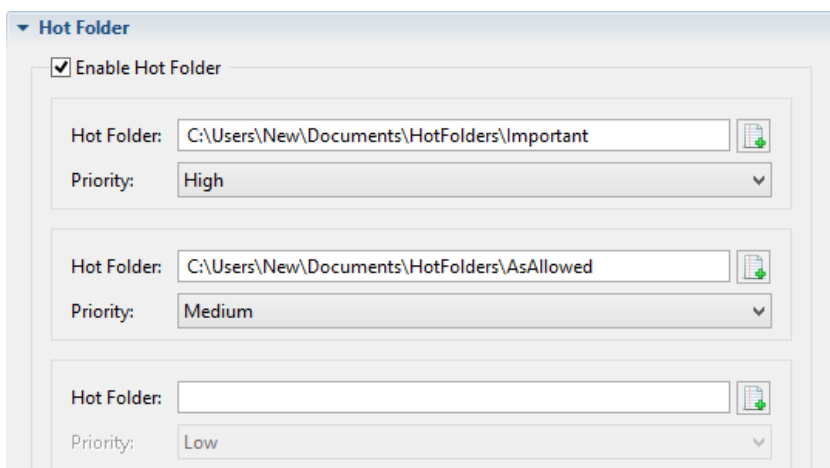 Hot Folder
Enable Hot Folder
Hot Folder: C:\Users\New\Documents\HotFolders\Important
Priority: High
Hot Folder: C:\Users\New\Documents\HotFolders\AsAllowed
Priority: Medium
Hot Folder:
Priority: Low